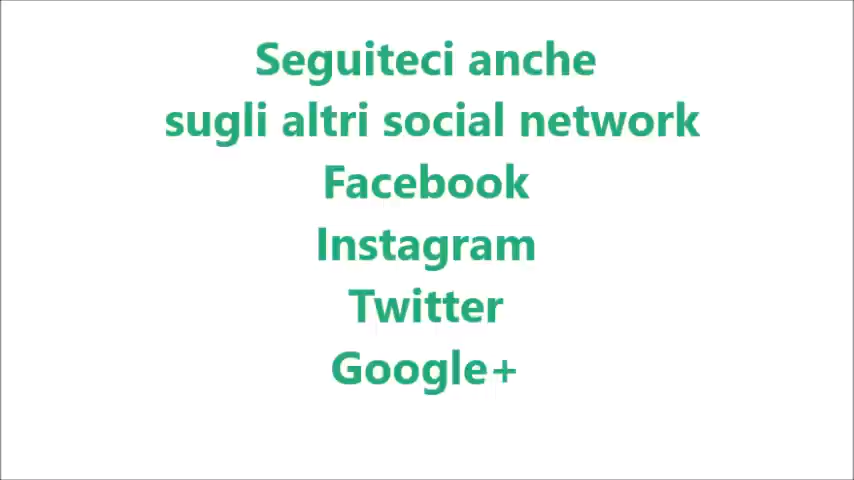 Seguiteci anche
sugli altri social network
Facebook
Instagram
Twitter
Google+